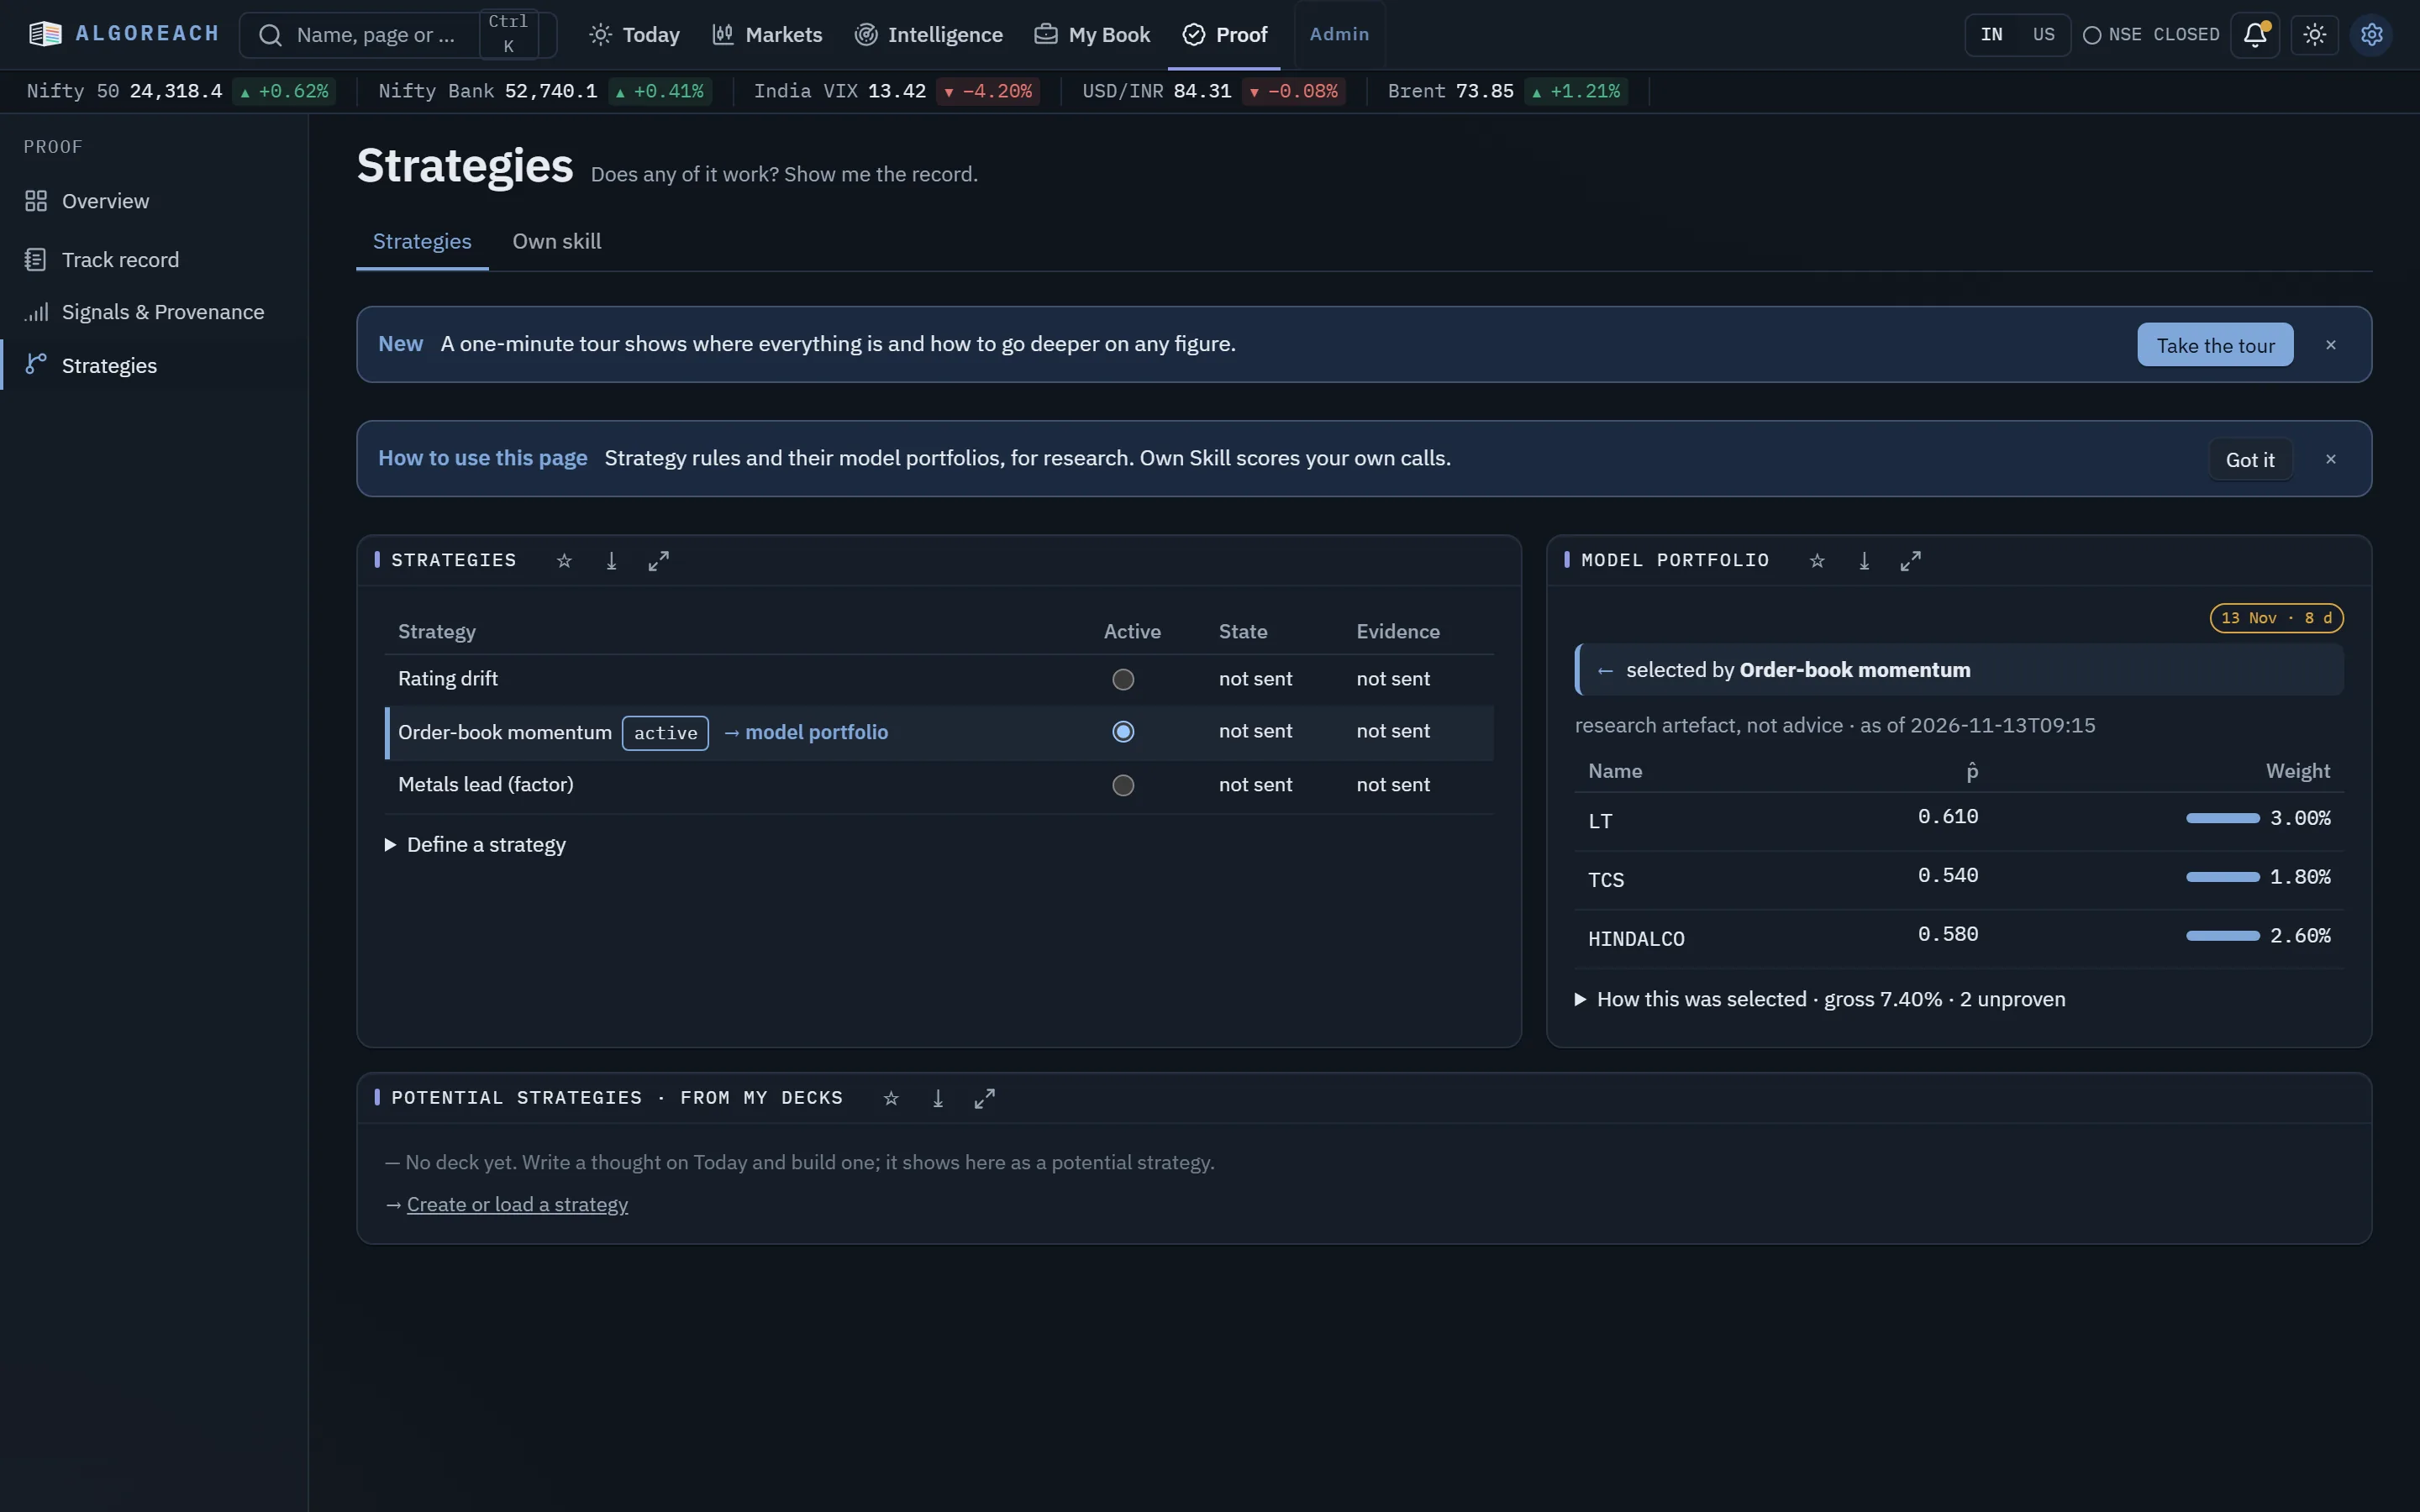 ALGOREACH Name, page or ... Ctrl K Today Markets Intelligence My Book Proof Admin IN US NSE CLOSED
Nifty 50 24,318.4 ▲ +0.62% Nifty Bank 52,740.1 ▲ +0.41% India VIX 13.42 ▼ −4.20% USD/INR 84.31 ▼ −0.08% Brent 73.85 ▲ +1.21%
PROOF
Overview
Track record
Signals & Provenance
Strategies
Strategies Does any of it work? Show me the record.
Strategies Own skill
New A one-minute tour shows where everything is and how to go deeper on any figure. Take the tour ×
How to use this page Strategy rules and their model portfolios, for research. Own Skill scores your own calls. Got it ×
STRATEGIES
Strategy Active State Evidence
Rating drift not sent not sent
Order-book momentum active → model portfolio not sent not sent
Metals lead (factor) not sent not sent
▶ Define a strategy
MODEL PORTFOLIO
13 Nov · 8 d
← selected by Order-book momentum
research artefact, not advice · as of 2026-11-13T09:15
Name p̂ Weight
LT 0.610 3.00%
TCS 0.540 1.80%
HINDALCO 0.580 2.60%
▶ How this was selected · gross 7.40% · 2 unproven
POTENTIAL STRATEGIES · FROM MY DECKS
— No deck yet. Write a thought on Today and build one; it shows here as a potential strategy.
→ Create or load a strategy